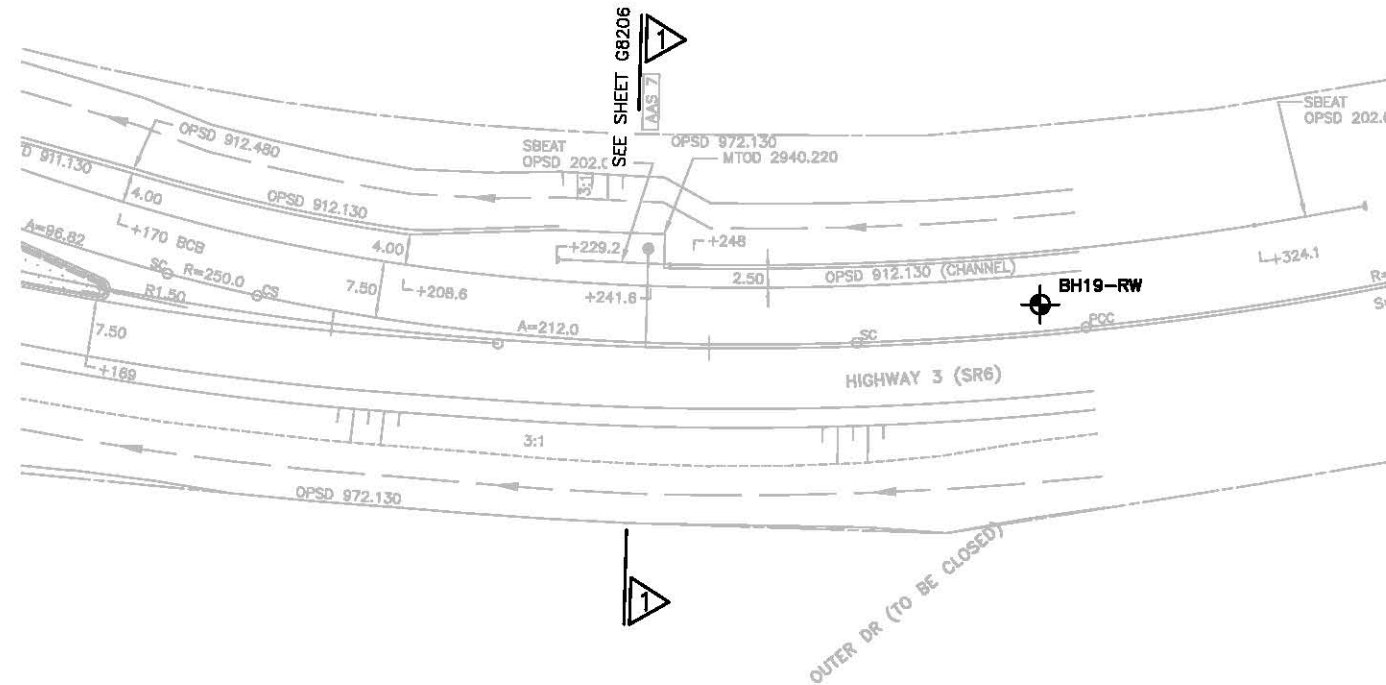 SEE SHEET G8206
1
AAS 7
SBEAT
OPSD 202.0
OPSD 912.480
OPSD 972.130
SBEAT
OPSD 202.
MTOD 2940.220
D 911.130
3:1
4.00
OPSD 912.130
+170 BCB
A=96.82
4.00
+229.2
+248
SC
R=250.0
CS
OPSD 912.130 (CHANNEL)
+324.1
2.50
7.50
+208.6
+241.6
BH19-RW
R1.50
R=
7.50
A=212.0
SC
PCC
+169
HIGHWAY 3 (SR6)
3:1
OPSD 972.130
OUTER DR (TO BE CLOSED)
1